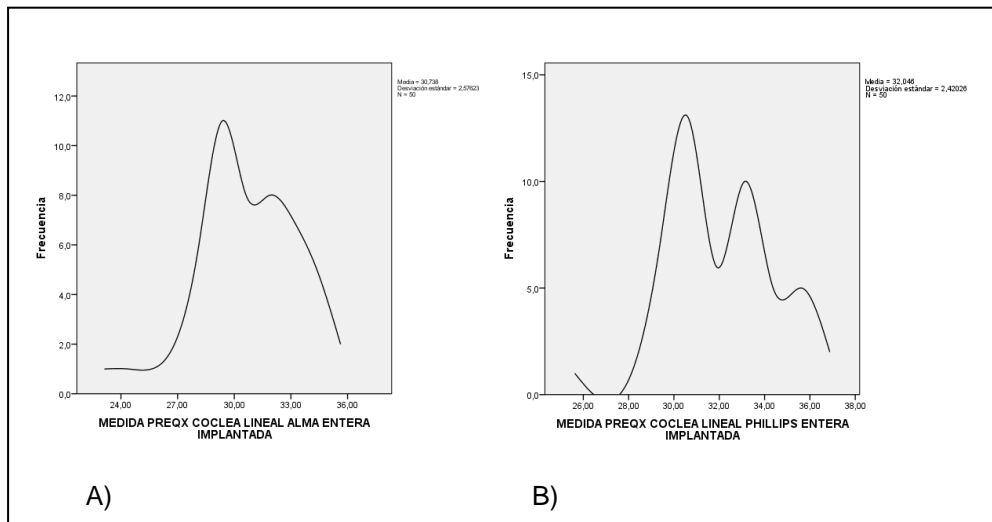 Media = 30,738
Desviación estándar = 2,57623
N = 50
12,0
10,0
8,0
6,0
4,0
2,0
0,0
Frecuencia
24,00 27,00 30,00 33,00 36,00
MEDIDA PREQX COCLEA LINEAL ALMA ENTERA
IMPLANTADA
A)
Media = 32,046
Desviación estándar = 2,42026
N = 50
15,0
10,0
5,0
0,0
Frecuencia
26,00 28,00 30,00 32,00 34,00 36,00 38,00
MEDIDA PREQX COCLEA LINEAL PHILLIPS ENTERA
IMPLANTADA
B)